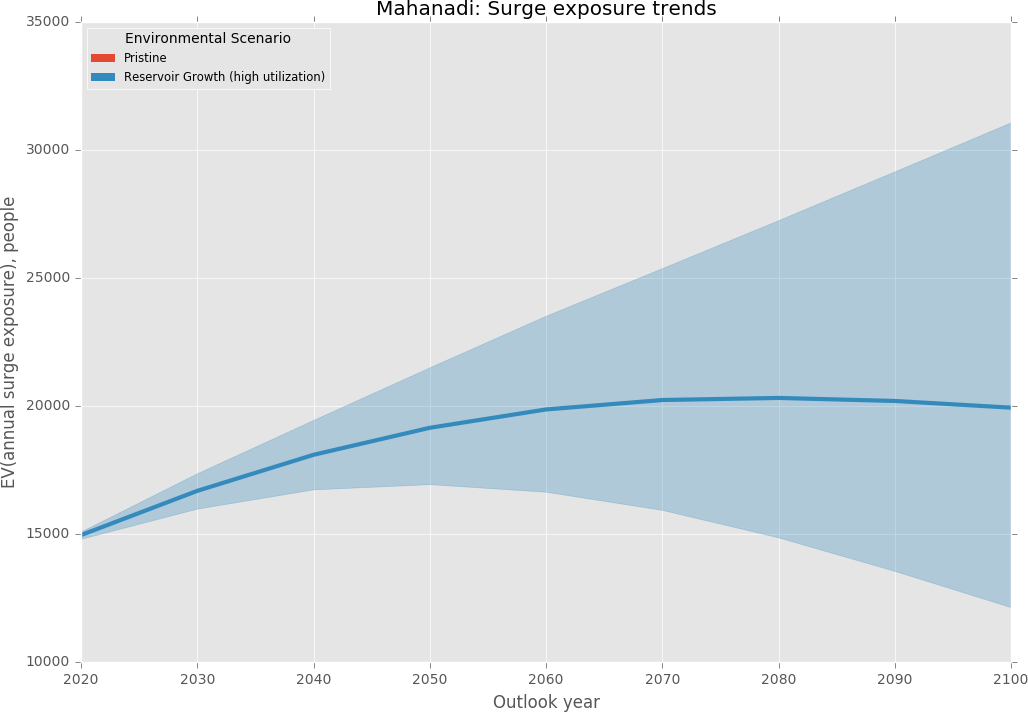 Mahanadi: Surge exposure trends
Environmental Scenario
Pristine
Reservoir Growth (high utilization)
EV(annual surge exposure), people
35000
30000
25000
20000
15000
10000
2020 2030 2040 2050 2060 2070 2080 2090 2100
Outlook year